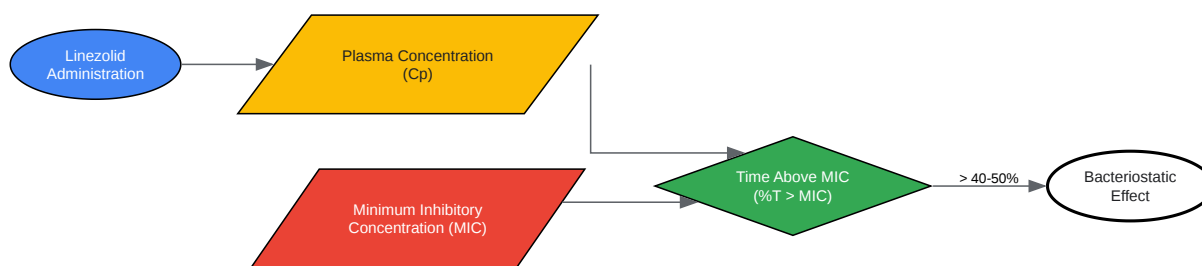 Linezolid
Administration
Plasma Concentration
(Cp)
Minimum Inhibitory
Concentration (MIC)
Time Above MIC
(%T > MIC)
> 40-50%
Bacteriostatic
Effect